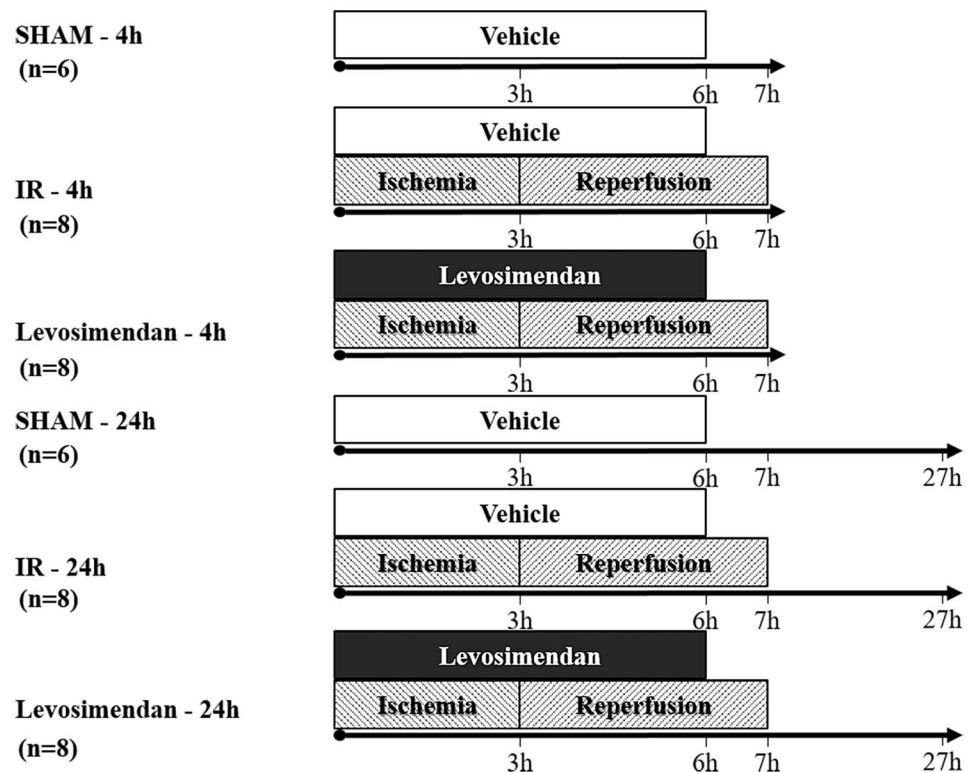 SHAM - 4h
(n=6)
Vehicle
3h 6h 7h
IR - 4h
(n=8)
Vehicle
Ischemia Reperfusion
3h 6h 7h
Levosimendan - 4h
(n=8)
Levosimendan
Ischemia Reperfusion
3h 6h 7h
SHAM - 24h
(n=6)
Vehicle
3h 6h 7h 27h
IR - 24h
(n=8)
Vehicle
Ischemia Reperfusion
3h 6h 7h 27h
Levosimendan - 24h
(n=8)
Levosimendan
Ischemia Reperfusion
3h 6h 7h 27h